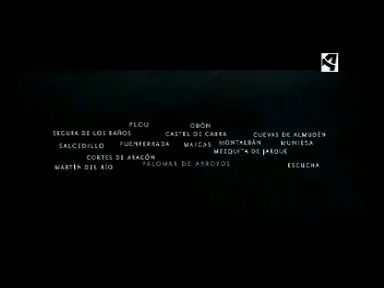 PLOU OBÓN
SEGURA DE LOS BAÑOS CASTEL DE CABRA CUEVAS DE ALMUDÉN
SALCEDILLO FUENFERRADA MAICAS MONTALBÁN MUNIESA
MEZQUITA DE JARQUE
CORTES DE ARAGÓN
MARTÍN DEL RÍO PALOMAR DE ARROYOS ESCUCHA